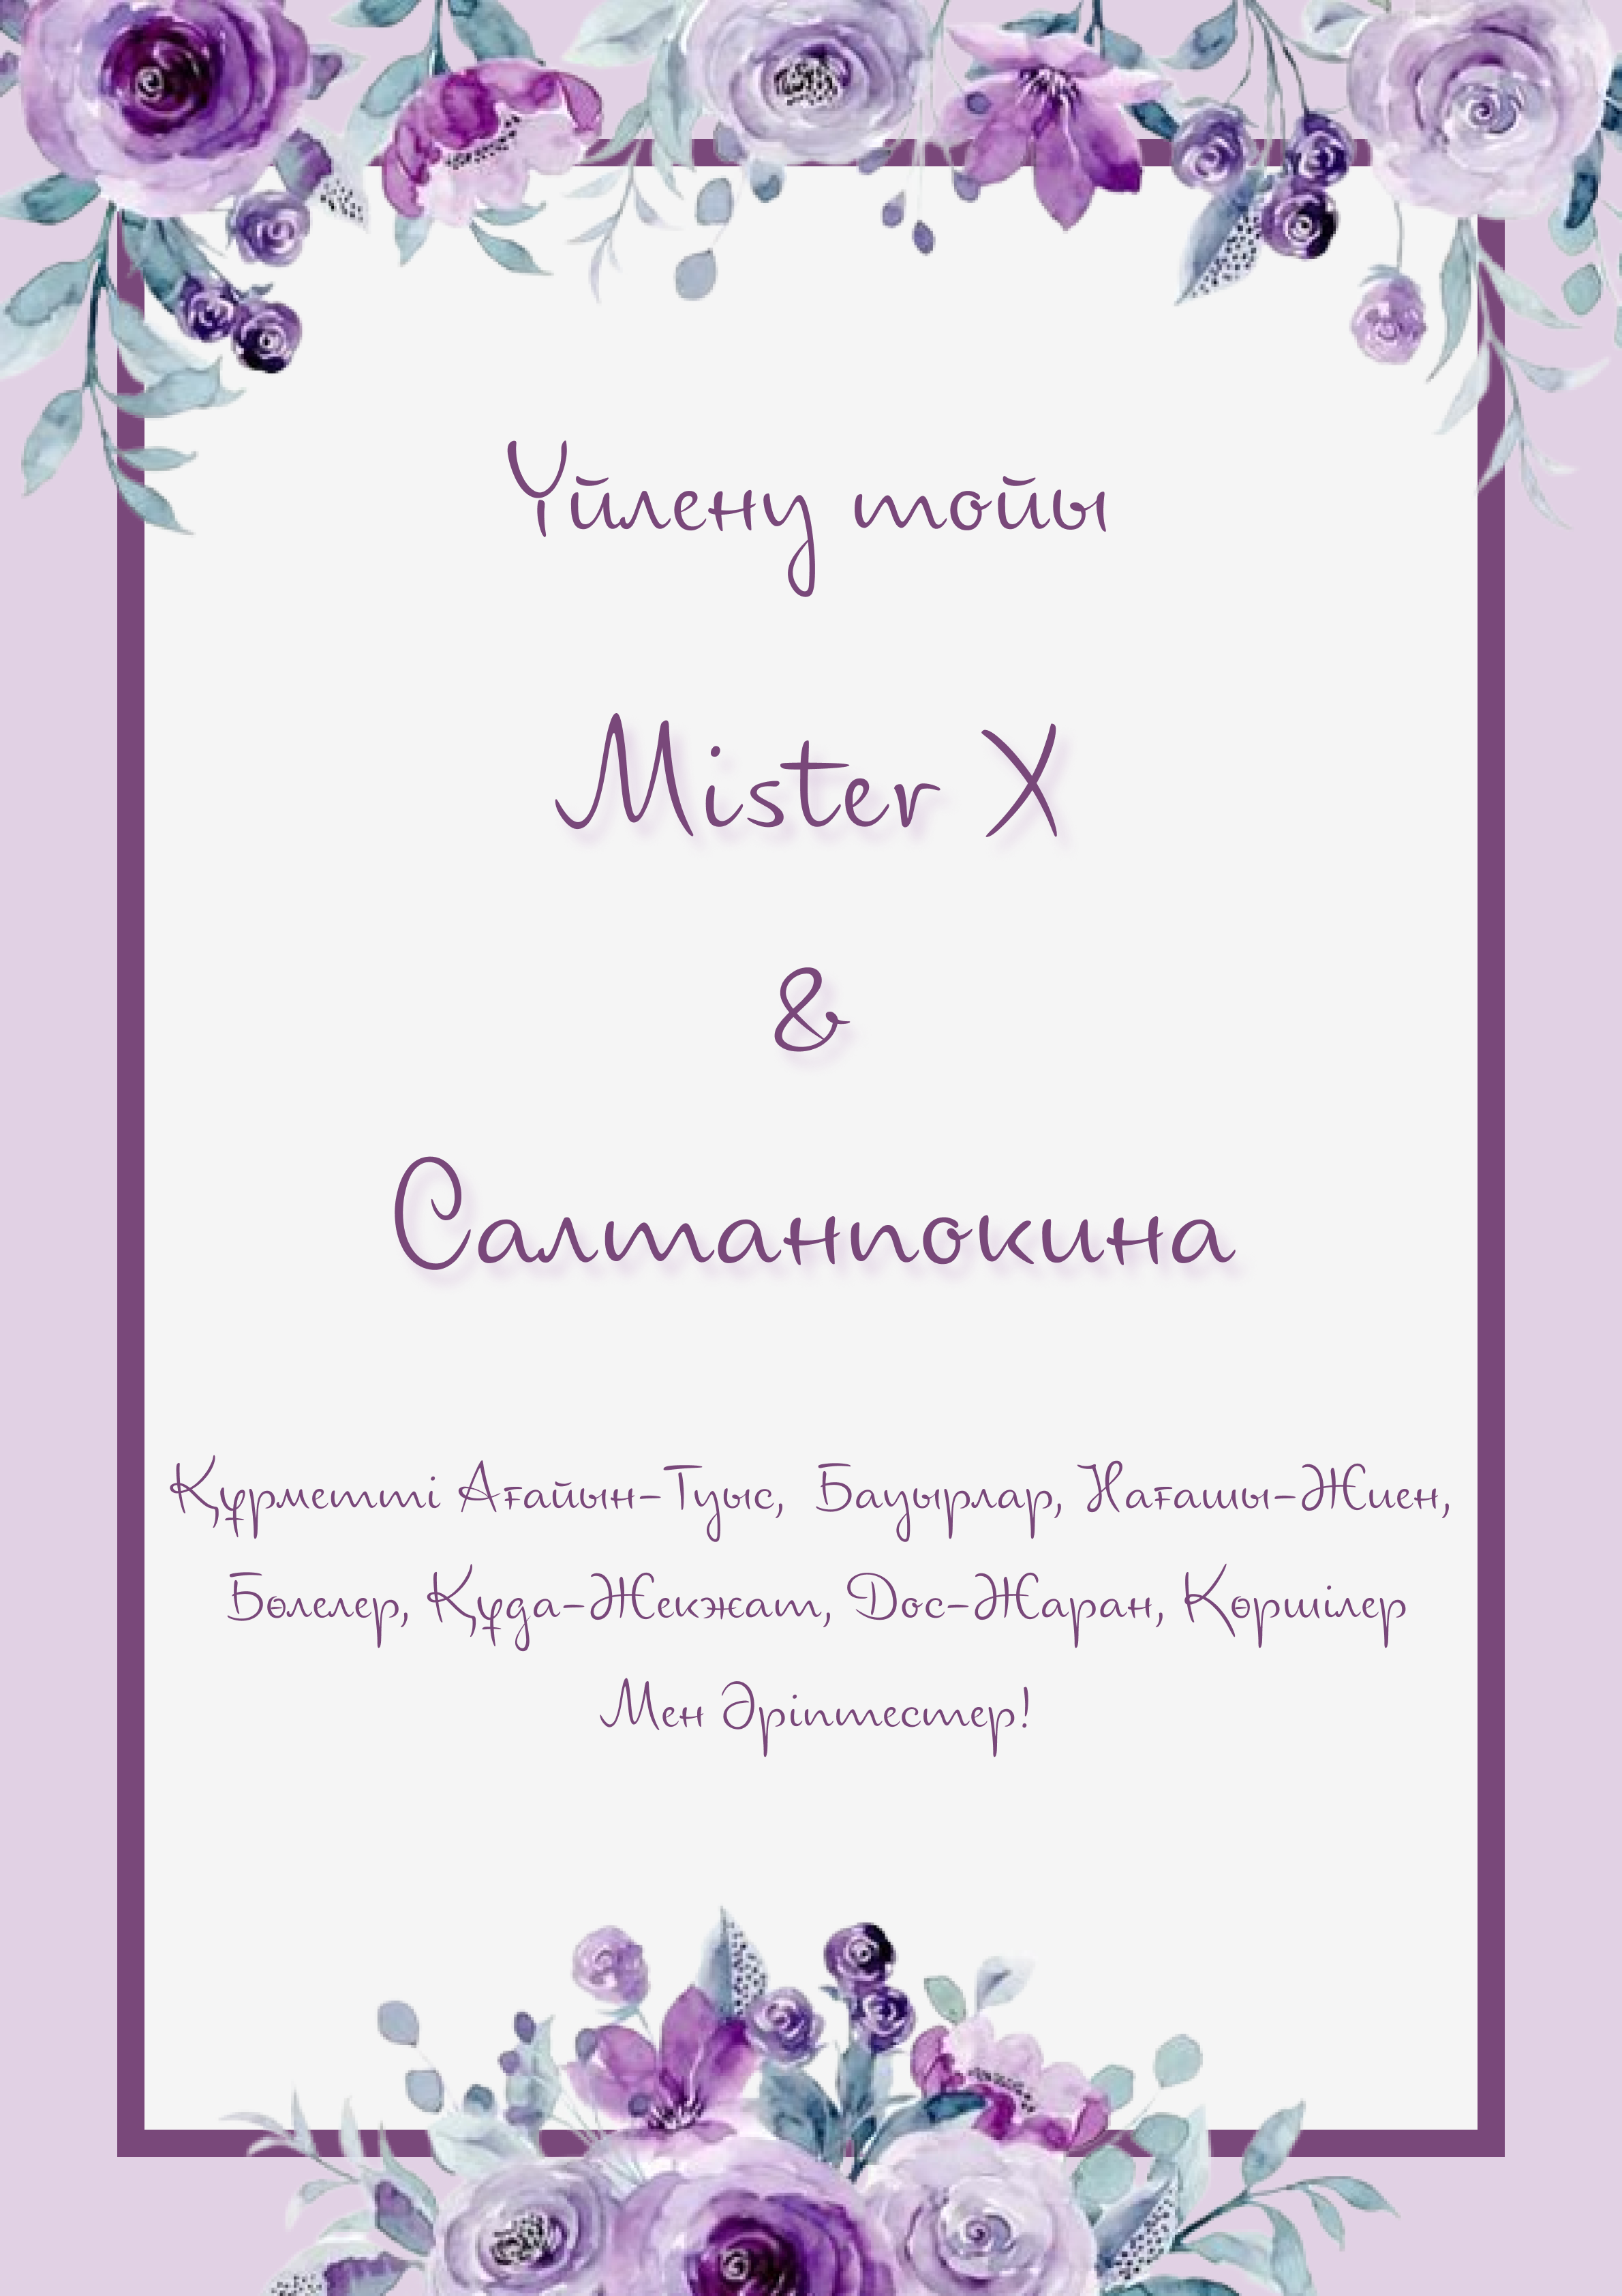 Үйлену тойы
Mister X
&
Салтанпокина
Құрметті Ағайын-Туыс, Бауырлар, Нағашы-Жиен,
Бөлелер, Құда-Жекжат, Дос-Жаран, Көршілер
Мен Әріптестер!